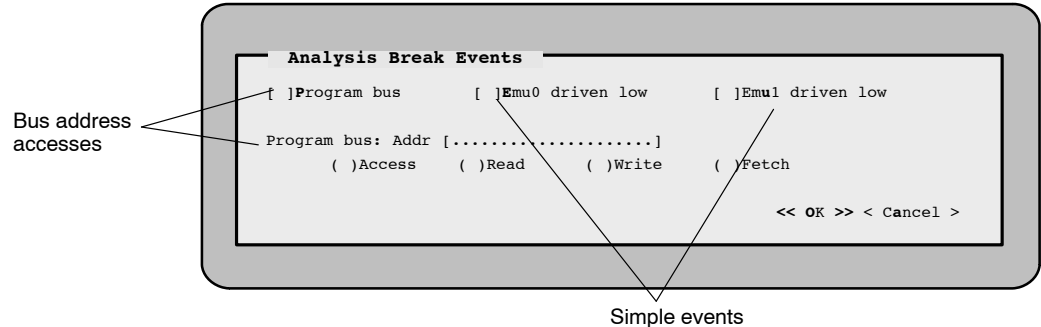 Analysis Break Events
[ ]Program bus [ ]Emu0 driven low [ ]Emu1 driven low
Bus address
accesses
Program bus: Addr [.....................]
( )Access ( )Read ( )Write ( )Fetch
<< OK >> < Cancel >
Simple events